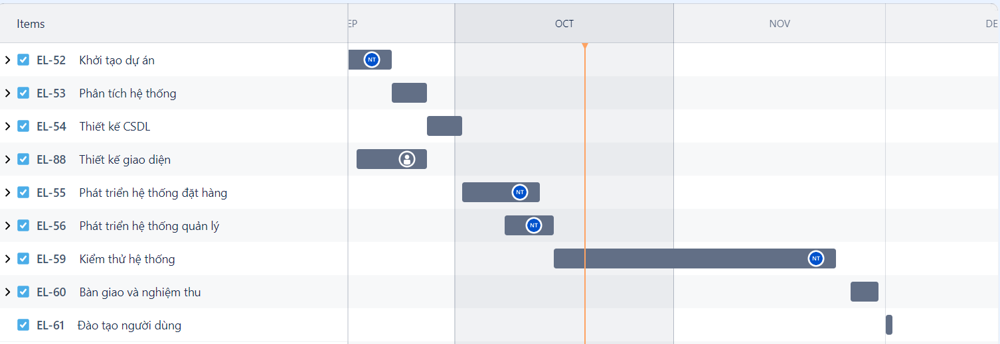 Items EP OCT NOV DE
EL-52 Khởi tạo dự án NT
EL-53 Phân tích hệ thống
EL-54 Thiết kế CSDL
EL-88 Thiết kế giao diện
EL-55 Phát triển hệ thống đặt hàng NT
EL-56 Phát triển hệ thống quản lý NT
EL-59 Kiểm thử hệ thống NT
EL-60 Bàn giao và nghiệm thu
EL-61 Đào tạo người dùng